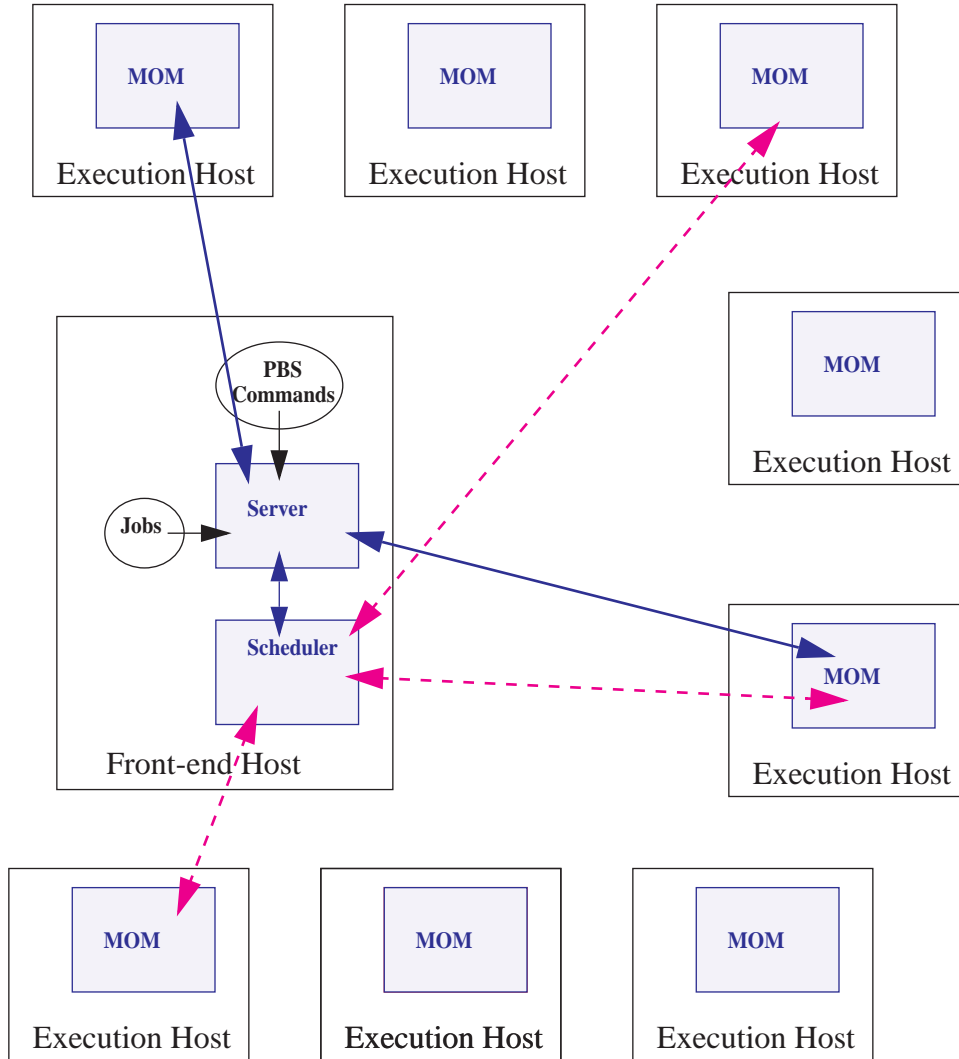 MOM
Execution Host
MOM
Execution Host
MOM
Execution Host
MOM
Execution Host
PBS
Commands
Server
Jobs
Scheduler
Front-end Host
MOM
Execution Host
MOM
Execution Host
MOM
Execution Host
MOM
Execution Host